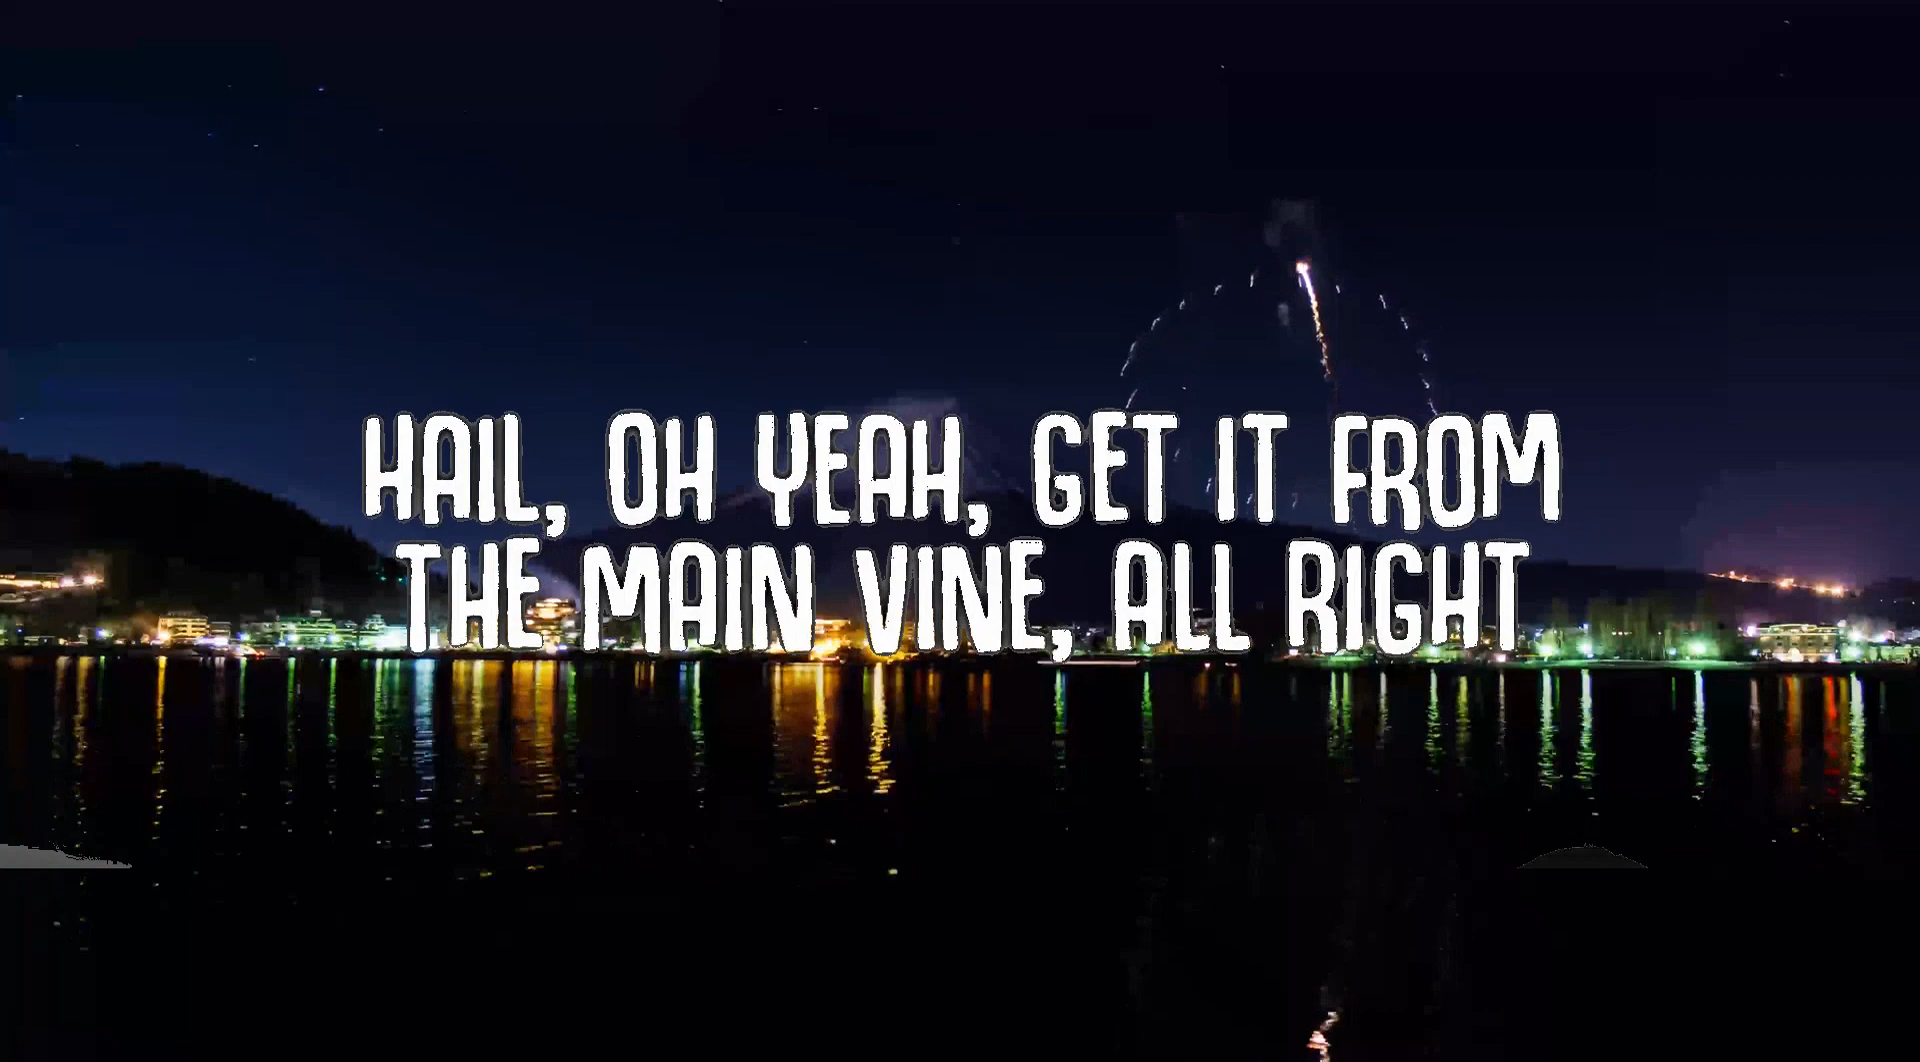 HAIL, OH YEAH, GET IT FROM
THE MAIN VINE, ALL RIGHT